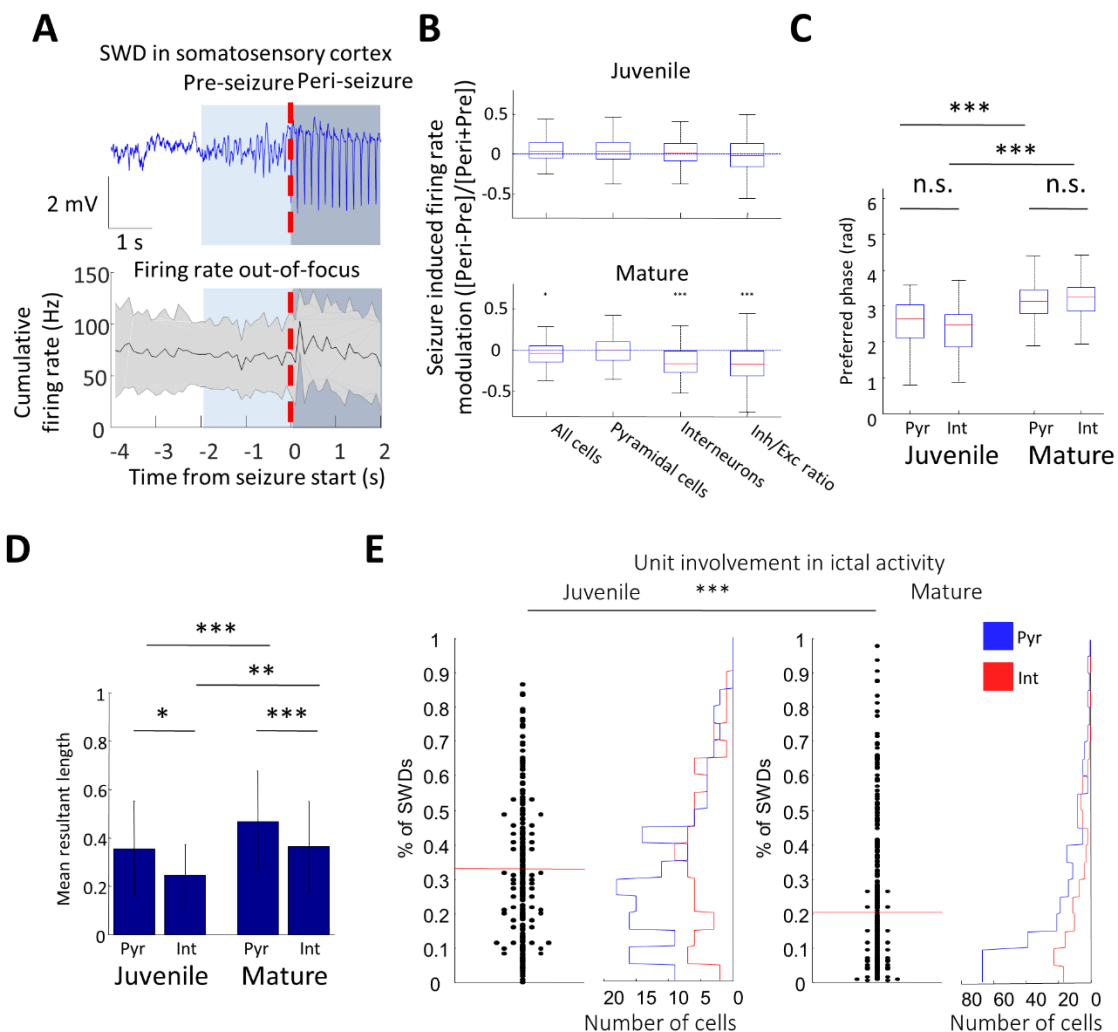 A
SWD in somatosensory cortex
Pre-seizure
Peri-seizure
2 mV
1 s
Firing rate out-of-focus
Cumulative
firing rate (Hz)
150
100
50
0
-4 -3 -2 -1 0 1 2
Time from seizure start (s)
B
Juvenile
Seizure induced firing rate
modulation ([Peri-Pre]/[Peri+Pre])
0.5
0
-0.5
Mature
* *** ***
0.5
0
-0.5
All cells
Pyramidal cells
Interneurons
Inh/Exc ratio
C
***
***
n.s. n.s.
Preferred phase (rad)
6
5
4
3
2
1
0
Pyr Int Pyr Int
Juvenile Mature
D
***
**
* ***
Mean resultant length
1
0.8
0.6
0.4
0.2
0
Pyr Int Pyr Int
Juvenile Mature
E
Unit involvement in ictal activity
Juvenile *** Mature
Pyr
Int
% of SWDs
1
0.9
0.8
0.7
0.6
0.5
0.4
0.3
0.2
0.1
0
20 15 10 5 0
Number of cells
% of SWDs
1
0.9
0.8
0.7
0.6
0.5
0.4
0.3
0.2
0.1
0
80 60 40 20 0
Number of cells